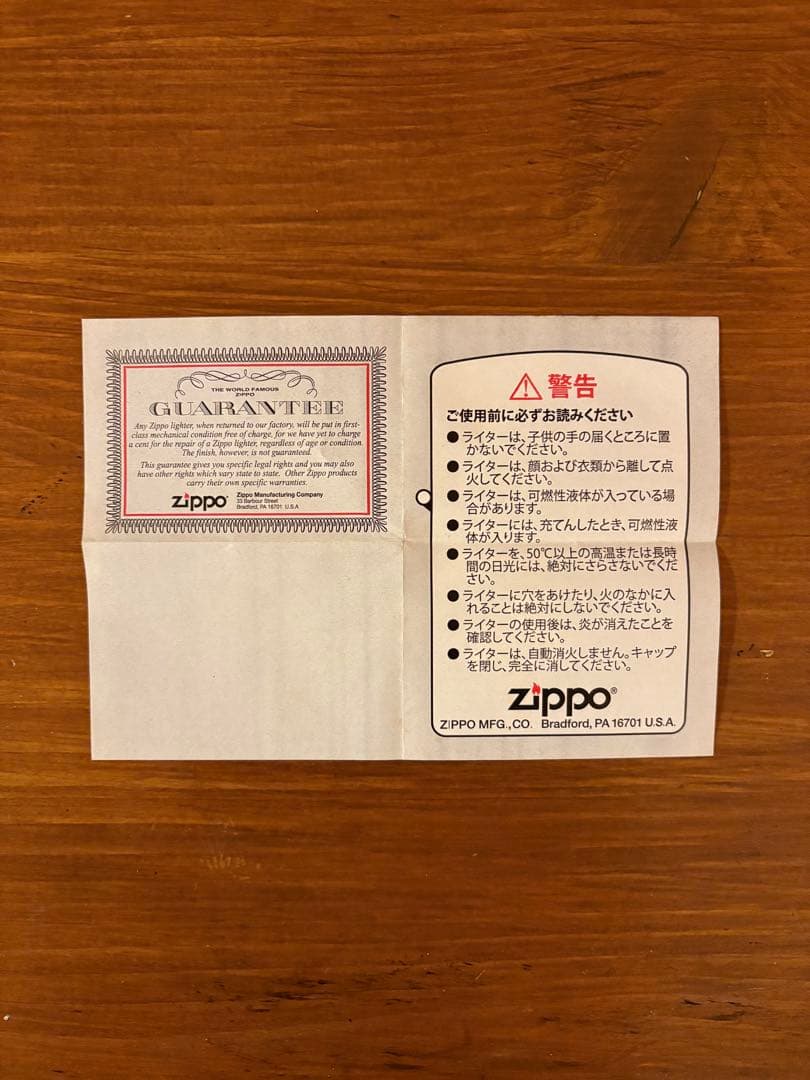 THE WORLD FAMOUS
ZIPPO
GUARANTEE
Any Zippo lighter, when returned to our factory, will be put in first-
class mechanical condition free of charge, for we have yet to charge
a cent for the repair of a Zippo lighter, regardless of age or condition.
The finish, however, is not guaranteed.
This guarantee gives you specific legal rights and you may also
have other rights which vary state to state. Other Zippo products
carry their own specific warranties.
zippo
Zippo Manufacturing Company
33 Barbour Street
Bradford, PA 16701 U.S.A
警告
ご使用前に必ずお読みください
● ライターは、子供の手の届くところに置
かないでください。
● ライターは、顔および衣類から離して点
火してください。
● ライターは、可燃性液体が入っている場
合があります。
● ライターには、充てんしたとき、可燃性液
体が入ります。
● ライターを、50℃以上の高温または長時
間の日光には、絶対にさらさないでくだ
さい。
● ライターに穴をあけたり、火のなかに入
れることは絶対にしないでください。
● ライターの使用後は、炎が消えたことを
確認してください。
● ライターは、自動消火しません。キャップ
を閉じ、完全に消してください。
zippo®
ZIPPO MFG.,CO. Bradford, PA 16701 U.S.A.